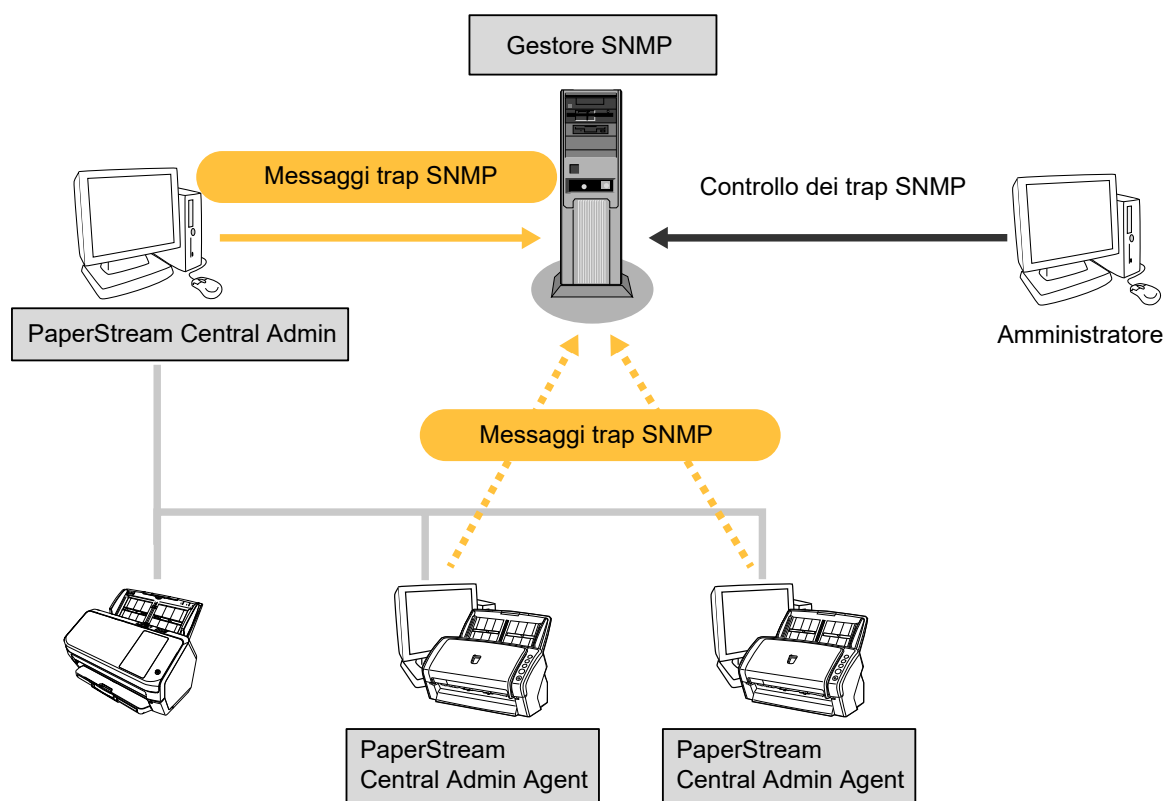 Gestore SNMP
Messaggi trap SNMP
Controllo dei trap SNMP
PaperStream Central Admin
Amministratore
Messaggi trap SNMP
PaperStream
Central Admin Agent
PaperStream
Central Admin Agent